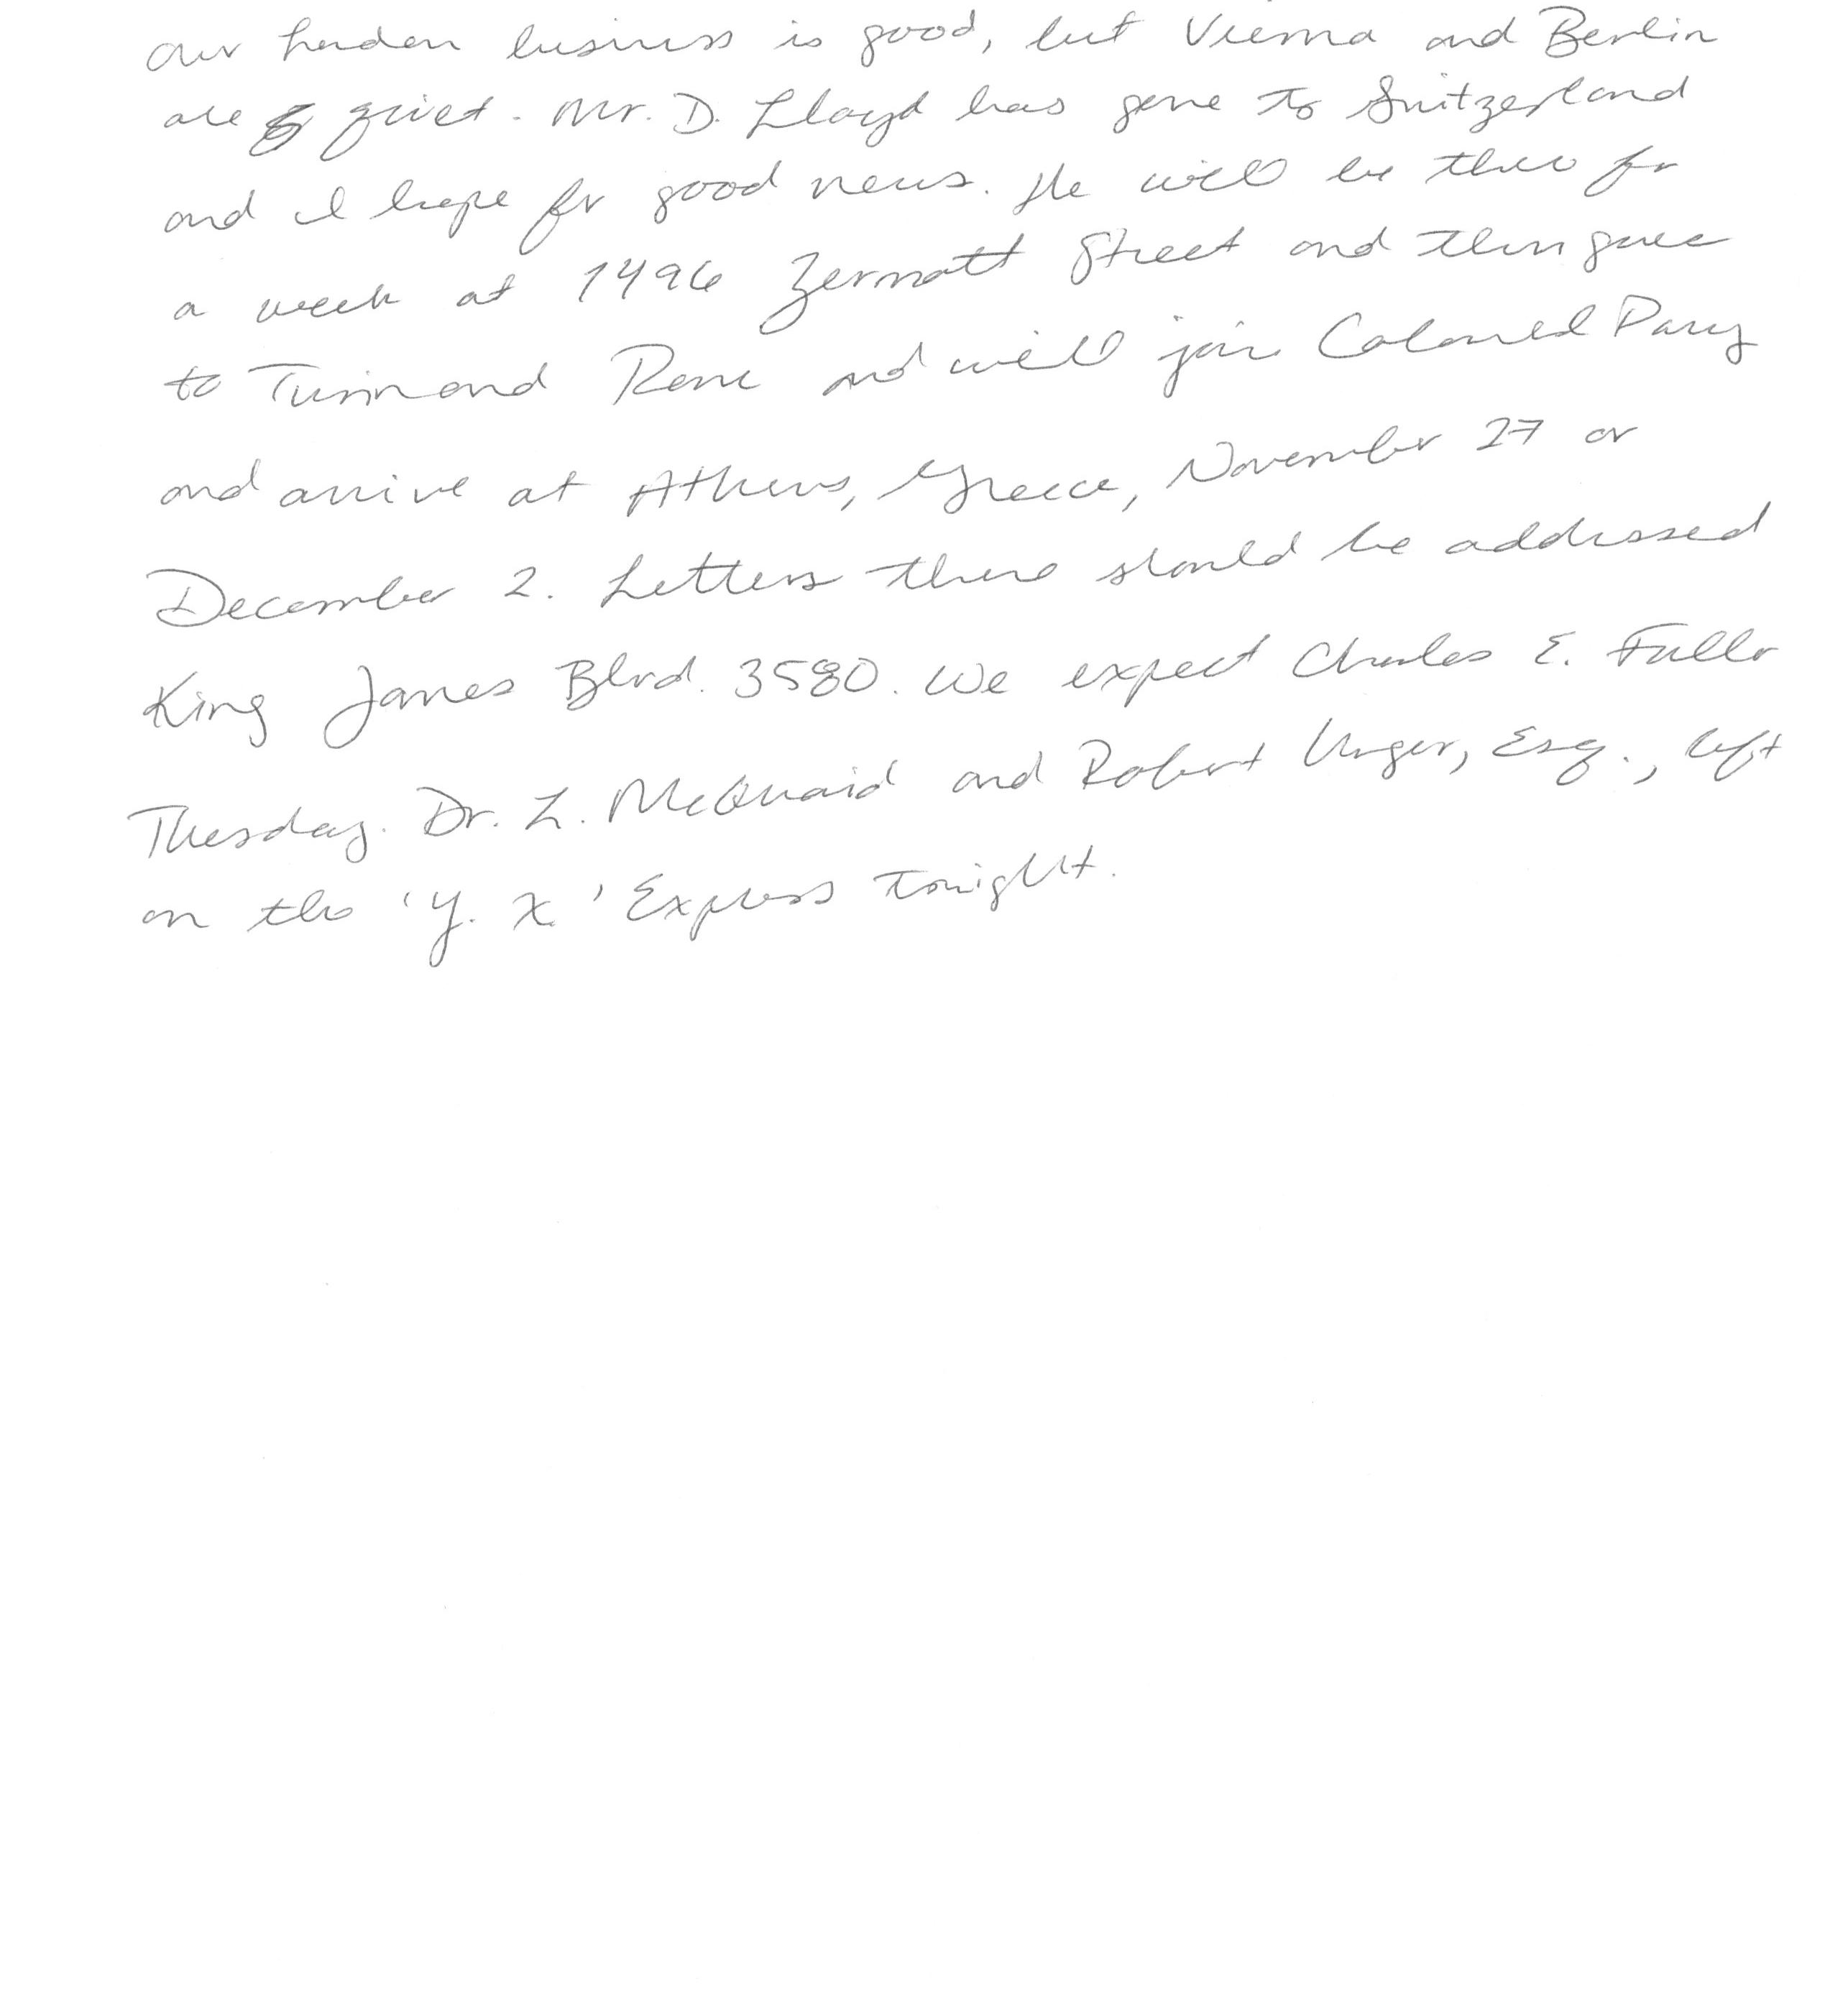 Our London business is good, but Vienna and Berlin
are quiet. Mr. D. Lloyd has gone to Switzerland
and I hope for good news. He will be there for
a week at 1496 Zermott Street and then goes
to Turin and Rome and will join Colonel Parry
and arrive at Athens, Greece, November 27 or
December 2. Letters there should be addressed
King James Blvd. 3580. We expect Charles E. Fuller
Tuesday. Dr. L. McQuaid and Robert Unger, Esq., left
on the 'Y. X.' Express tonight.